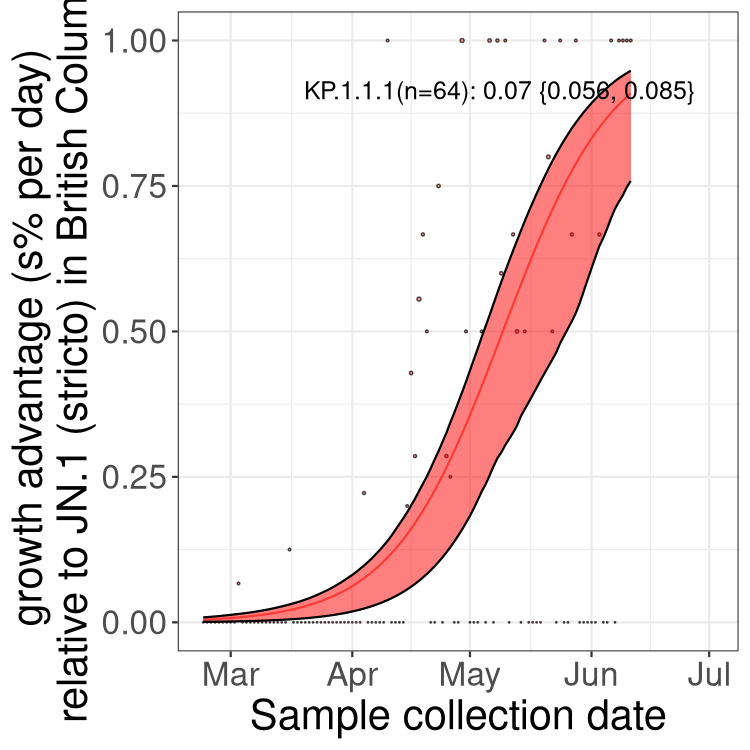 growth advantage (s% per day)
relative to JN.1 (stricto) in British Colum
1.00
0.75
0.50
0.25
0.00
KP.1.1.1(n=64): 0.07 {0.056, 0.085}
Mar Apr May Jun Jul
Sample collection date